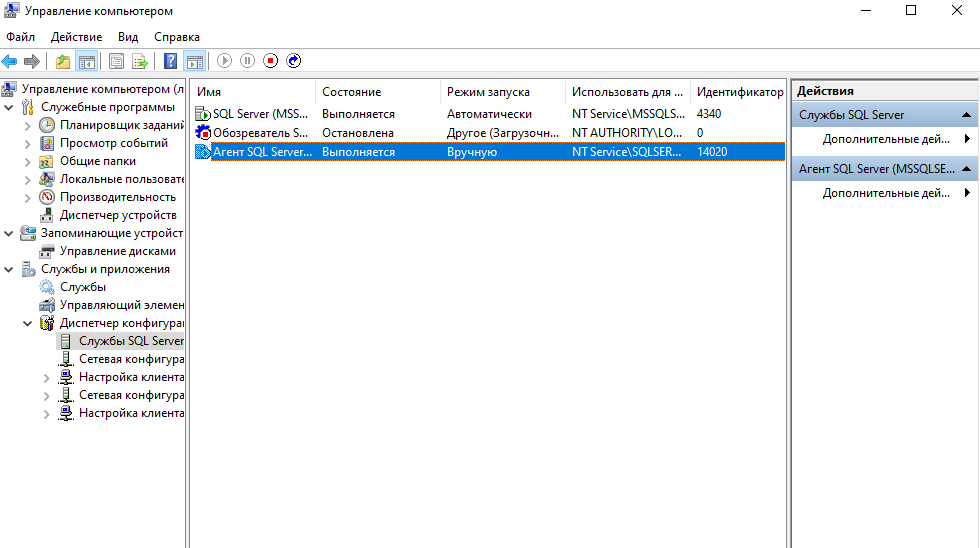 Управление компьютером
Файл Действие Вид Справка
Управление компьютером (л
Служебные программы
Планировщик заданий
Просмотр событий
Общие папки
Локальные пользовате
Производительность
Диспетчер устройств
Запоминающие устройст
Управление дисками
Службы и приложения
Службы
Управляющий элемен
Диспетчер конфигура
Службы SQL Server
Сетевая конфигура
Настройка клиента
Сетевая конфигура
Настройка клиента
Имя Состояние Режим запуска Использовать для ... Идентификатор
SQL Server (MSS... Выполняется Автоматически NT Service\MSSQLS... 4340
Обозреватель S... Остановлена Другое (Загрузочн... NT AUTHORITY\LO... 0
Агент SQL Server... Выполняется Вручную NT Service\SQLSER... 14020
Действия
Службы SQL Server
Дополнительные дей...
Агент SQL Server (MSSQLSE...
Дополнительные дей...